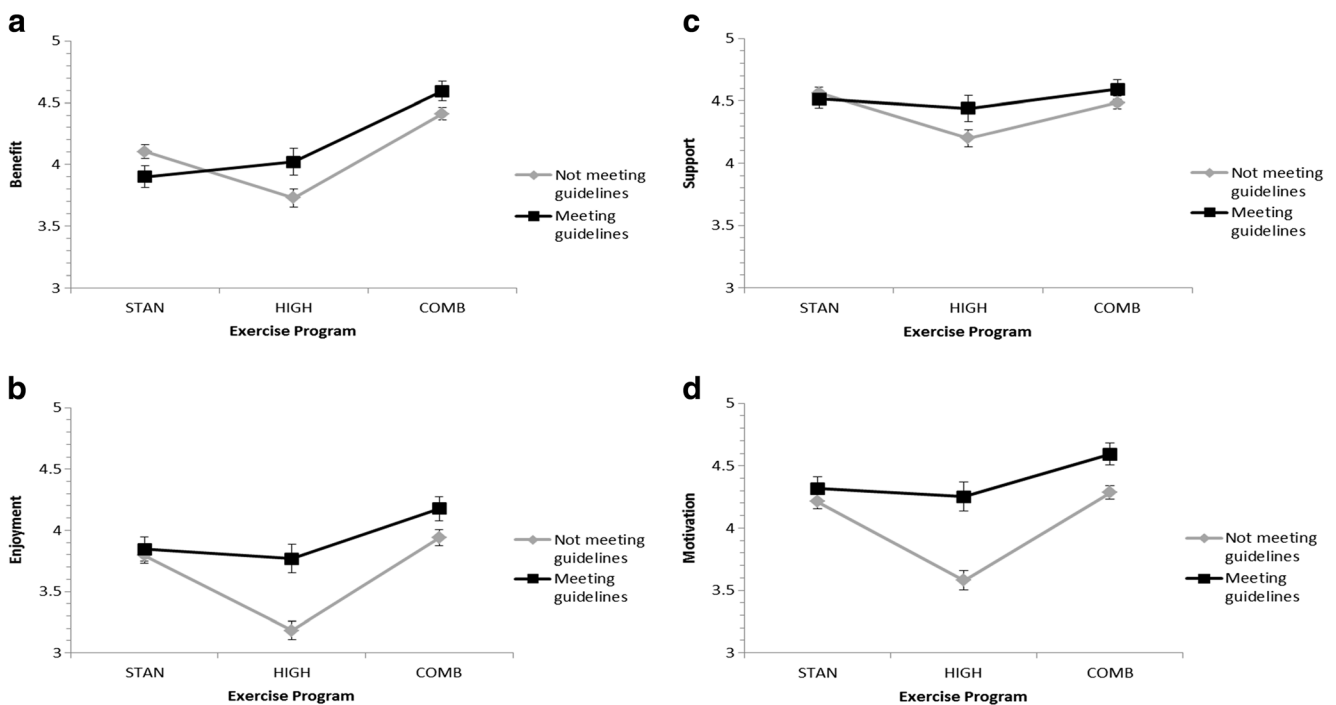 a
5
4.5
4
3.5
3
Benefit
STAN
HIGH
COMB
Exercise Program
Not meeting
guidelines
Meeting
guidelines
c
5
4.5
4
3.5
3
Support
STAN
HIGH
COMB
Exercise Program
Not meeting
guidelines
Meeting
guidelines
b
5
4.5
4
3.5
3
Enjoyment
STAN
HIGH
COMB
Exercise Program
Not meeting
guidelines
Meeting
guidelines
d
5
4.5
4
3.5
3
Motivation
STAN
HIGH
COMB
Exercise Program
Not meeting
guidelines
Meeting
guidelines